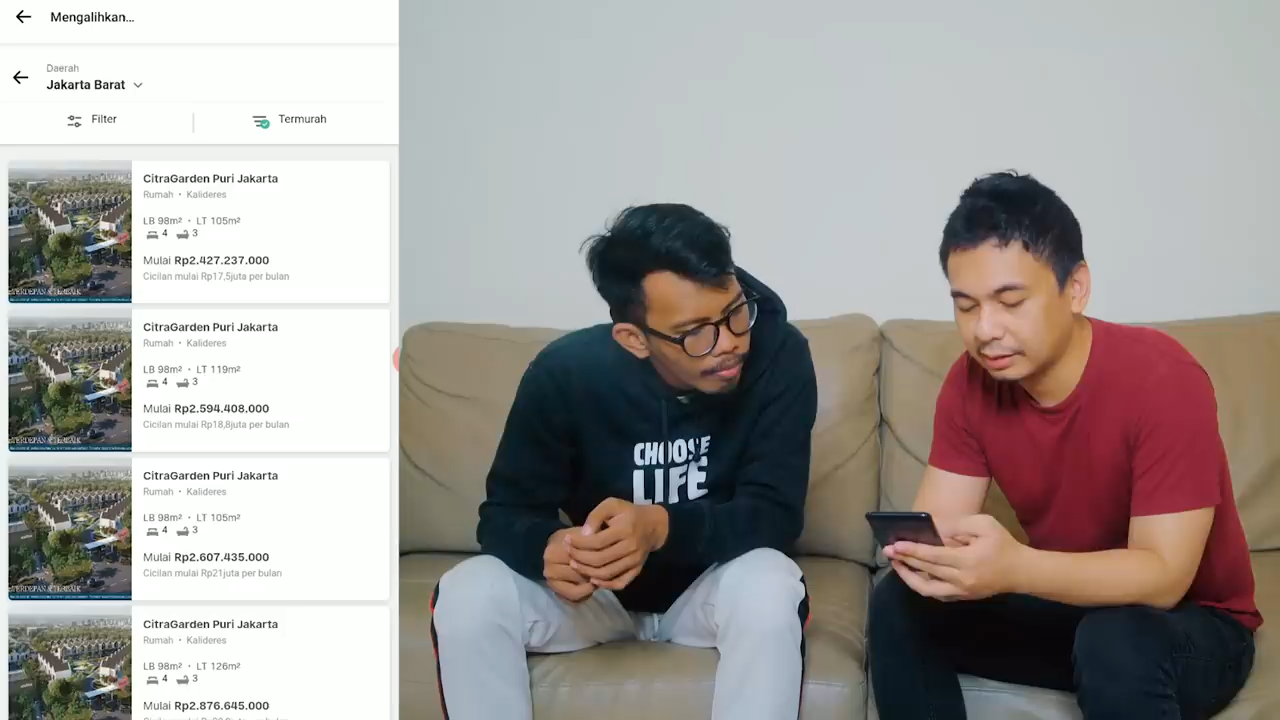 Mengalihkan...
Daerah
Jakarta Barat
Filter
Termurah
CitraGarden Puri Jakarta
Rumah • Kalideres
LB 98m² • LT 105m²
4 3
Mulai Rp2.427.237.000
Cicilan mulai Rp17,5juta per bulan
CitraGarden Puri Jakarta
Rumah • Kalideres
LB 98m² • LT 119m²
4 3
Mulai Rp2.594.408.000
Cicilan mulai Rp18,8juta per bulan
CitraGarden Puri Jakarta
Rumah • Kalideres
LB 98m² • LT 105m²
4 3
Mulai Rp2.607.435.000
Cicilan mulai Rp21juta per bulan
CitraGarden Puri Jakarta
Rumah • Kalideres
LB 98m² • LT 126m²
4 3
Mulai Rp2.876.645.000
CHOOSE
LIFE